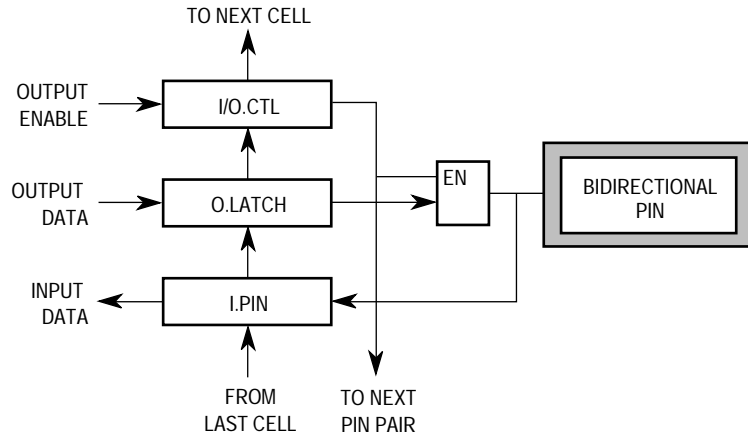 TO NEXT CELL
OUTPUT
ENABLE
I/O.CTL
EN
BIDIRECTIONAL
PIN
OUTPUT
DATA
O.LATCH
INPUT
DATA
I.PIN
FROM
LAST CELL
TO NEXT
PIN PAIR